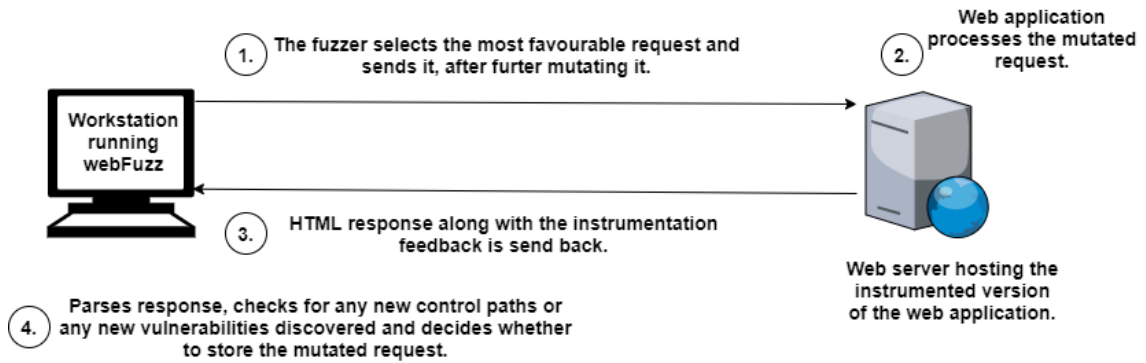 1.
The fuzzer selects the most favourable request and
sends it, after furter mutating it.
2.
Web application
processes the mutated
request.
Workstation
running
webFuzz
3.
HTML response along with the instrumentation
feedback is send back.
Web server hosting the
instrumented version
of the web application.
4.
Parses response, checks for any new control paths or
any new vulnerabilities discovered and decides whether
to store the mutated request.